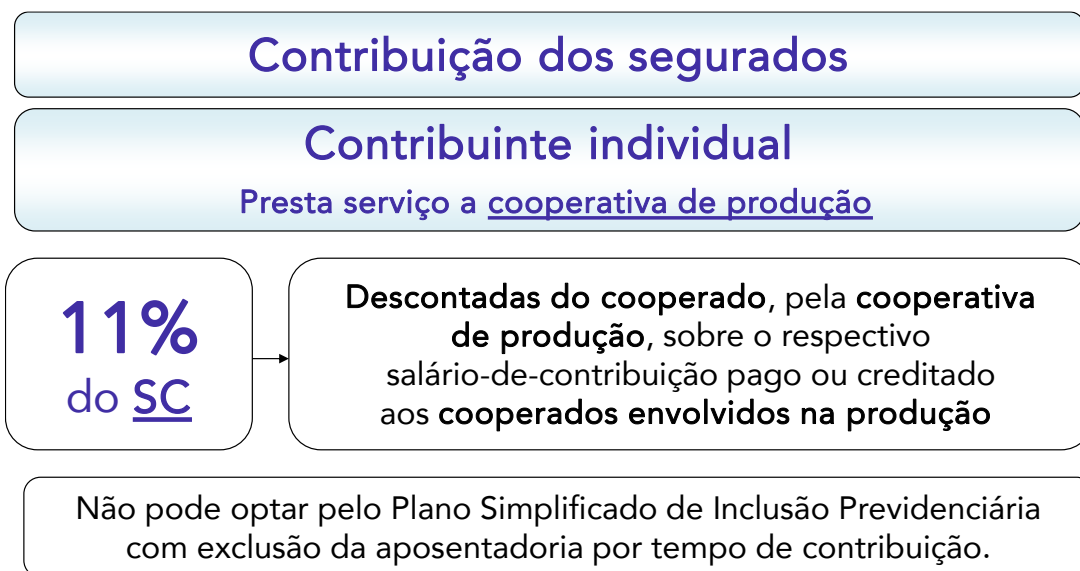 Contribuição dos segurados
Contribuinte individual
Presta serviço a cooperativa de produção
11%
do SC
Descontadas do cooperado, pela cooperativa
de produção, sobre o respectivo
salário-de-contribuição pago ou creditado
aos cooperados envolvidos na produção
Não pode optar pelo Plano Simplificado de Inclusão Previdenciária
com exclusão da aposentadoria por tempo de contribuição.